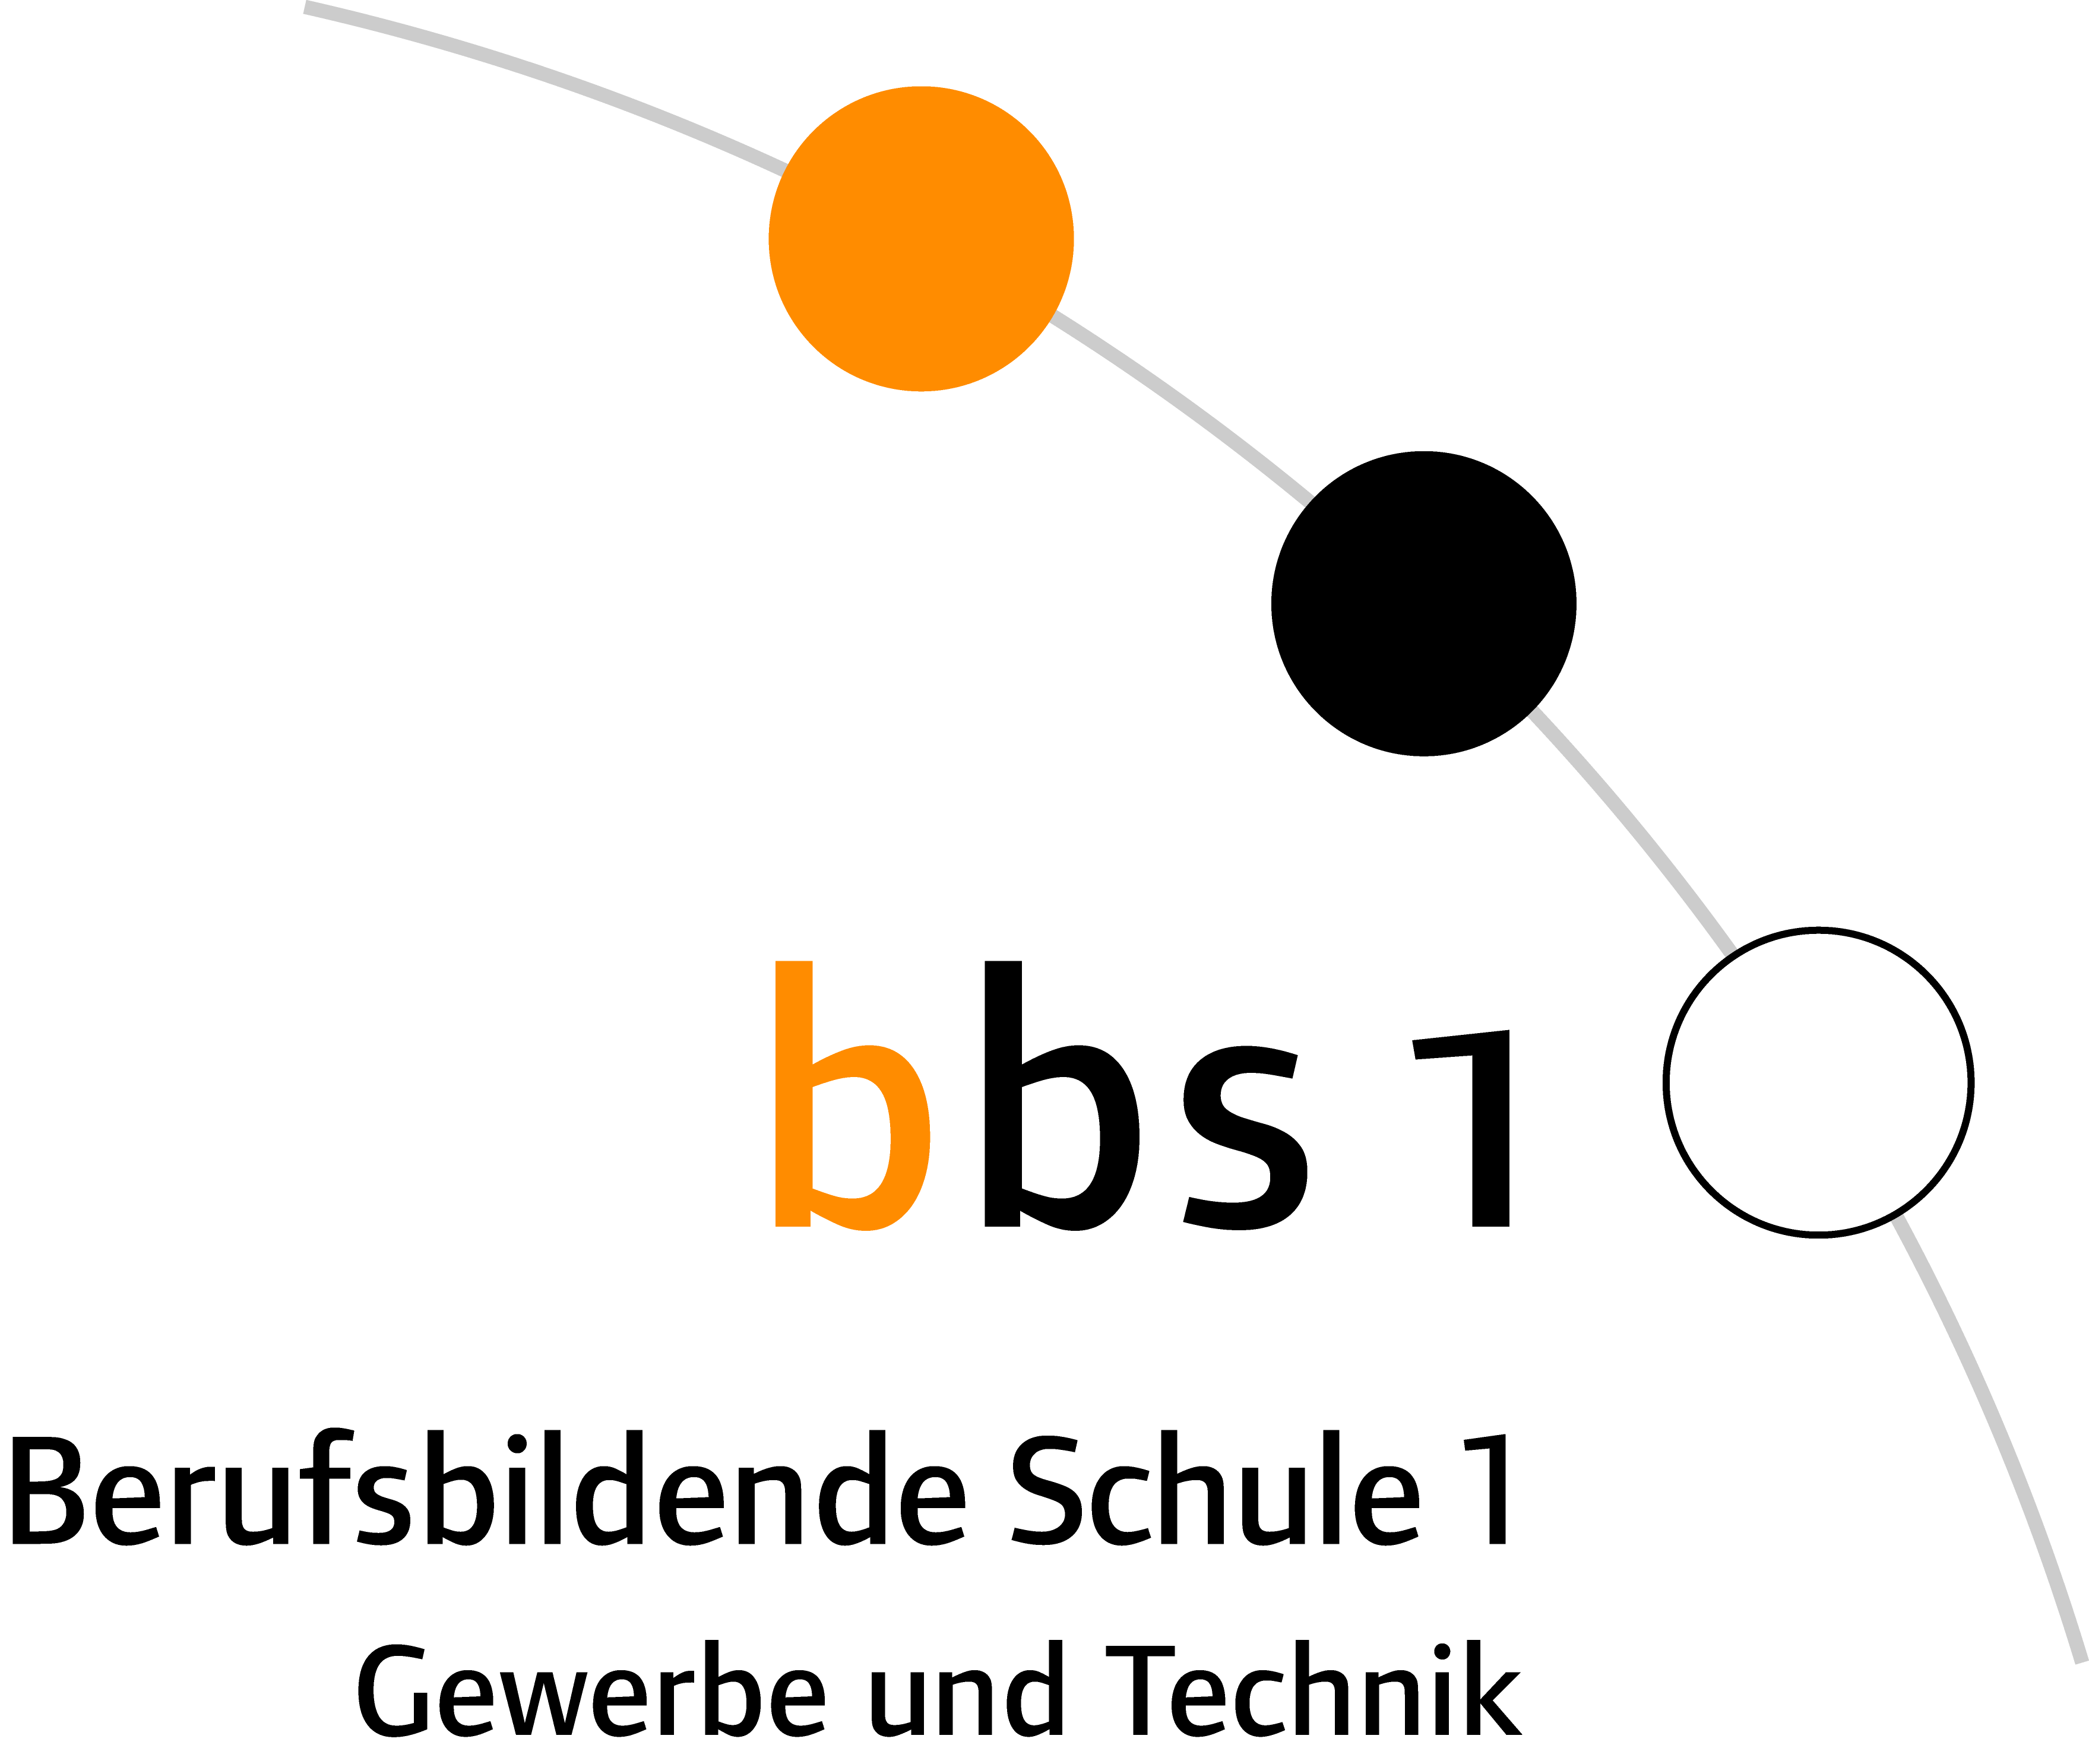 bbs 1
Berufsbildende Schule 1
Gewerbe und Technik